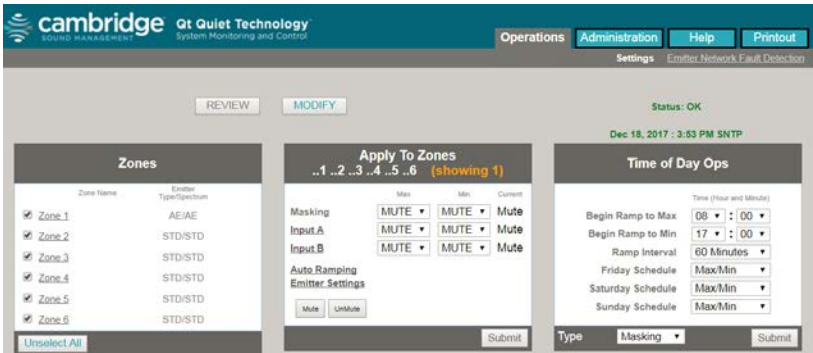 cambridge Qt Quiet Technology
SOUND MANAGEMENT System Monitoring and Control
Operations Administration Help Printout
Settings Emitter Network Fault Detection
REVIEW MODIFY Status: OK
Dec 18, 2017 : 3:53 PM SNTP
Zones
Zone Name Emitter Type/Spectrum
Zone 1 AE/AE
Zone 2 STD/STD
Zone 3 STD/STD
Zone 4 STD/STD
Zone 5 STD/STD
Zone 6 STD/STD
Unselect All
Apply To Zones
..1 ..2 ..3 ..4 ..5 ..6 (showing 1)
Max Min Current
Masking MUTE MUTE Mute
Input A MUTE MUTE Mute
Input B MUTE MUTE Mute
Auto Ramping
Emitter Settings
Mute UnMute
Submit
Time of Day Ops
Time (Hour and Minute)
Begin Ramp to Max 08 : 00
Begin Ramp to Min 17 : 00
Ramp Interval 60 Minutes
Friday Schedule Max/Min
Saturday Schedule Max/Min
Sunday Schedule Max/Min
Type Masking Submit